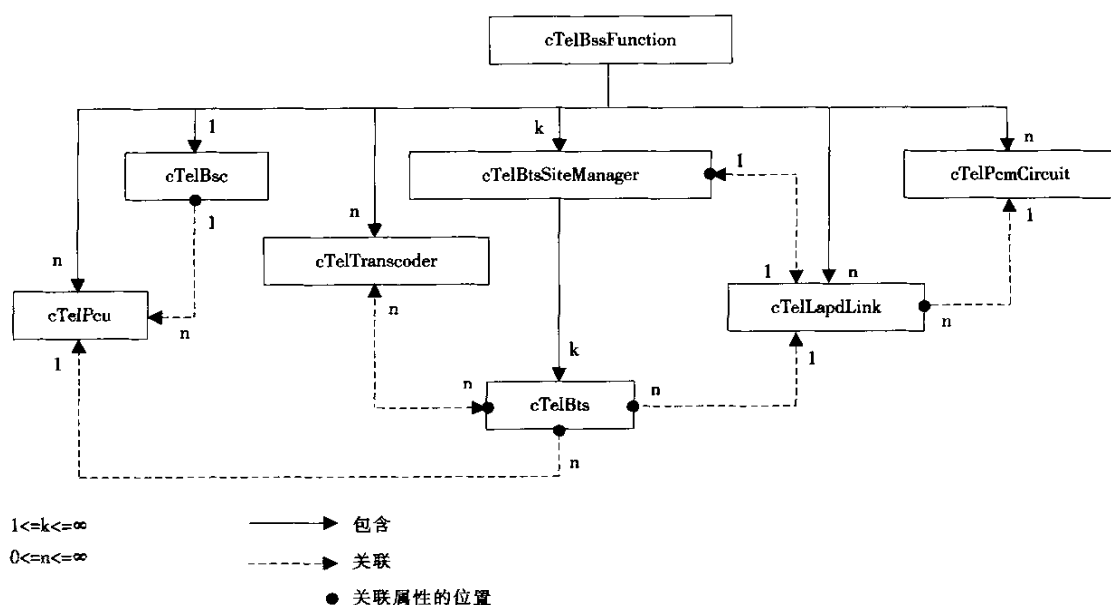 cTelBssFunction
1
k
n
cTelBsc
cTelBtsSiteManager
1
cTelPcmCircuit
1
n
1
n
cTelTranscoder
n
1
n
cTelPcu
n
cTelLapdLink
n
1
n
k
1
n
cTelBts
n
n
1<=k<=∞
包含
0<=n<=∞
关联
关联属性的位置